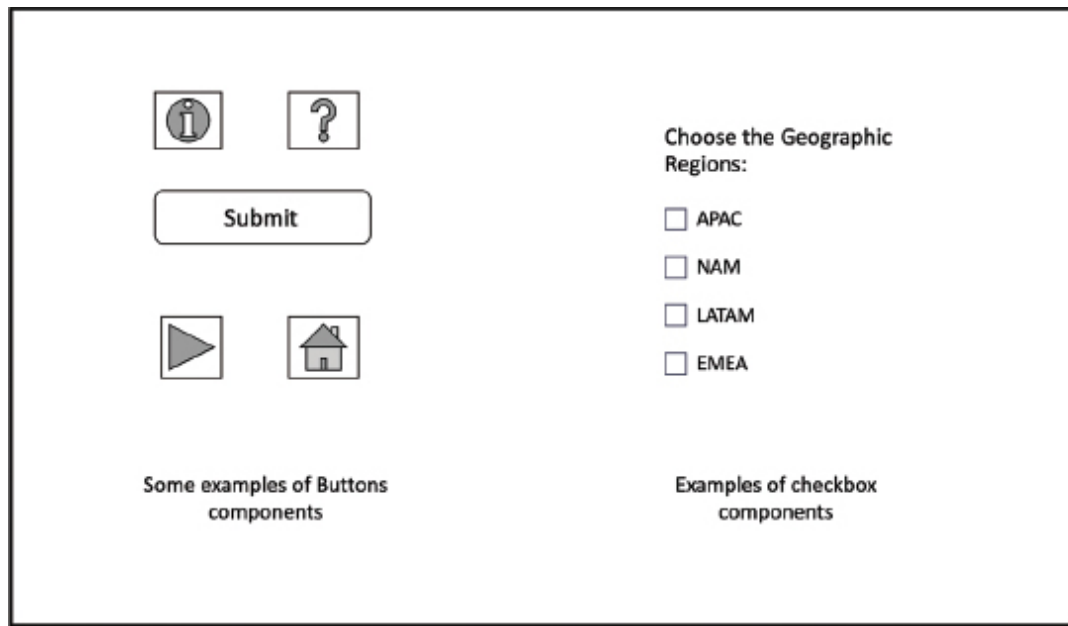 Submit
Some examples of Buttons
components
Choose the Geographic
Regions:
APAC
NAM
LATAM
EMEA
Examples of checkbox
components